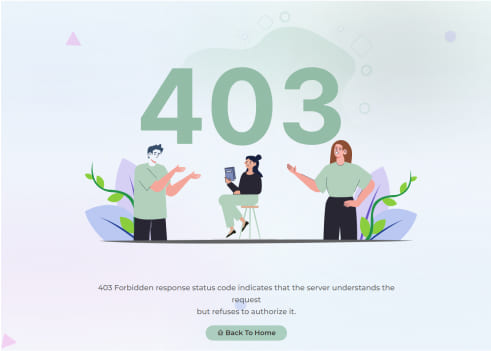 403
403 Forbidden response status code indicates that the server understands the
request
but refuses to authorize it.
Back To Home